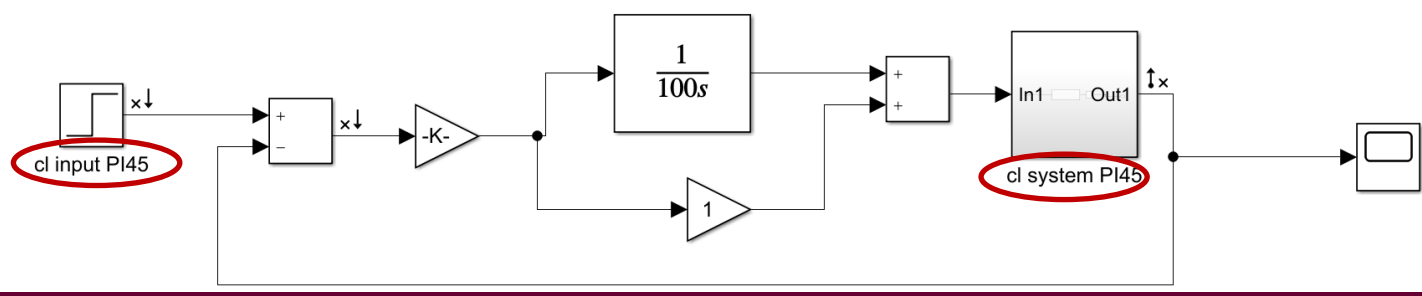 cl input PI45
+
−
-K-
1
100s
1
+
+
In1
Out1
cl system PI45